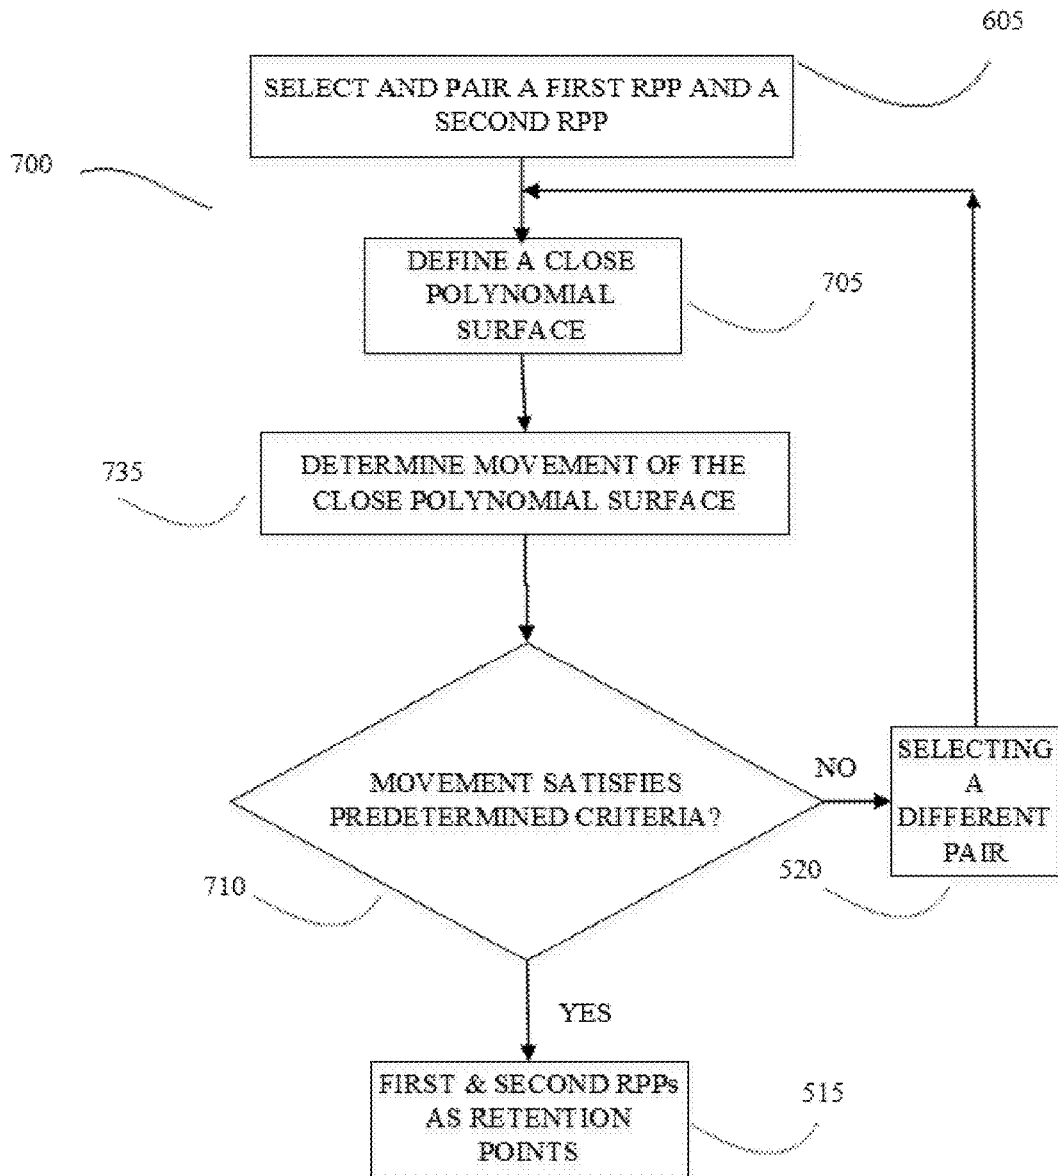 605
SELECT AND PAIR A FIRST RPP AND A
SECOND RPP
700
DEFINE A CLOSE
POLYNOMIAL
SURFACE
705
DETERMINE MOVEMENT OF THE
CLOSE POLYNOMIAL SURFACE
735
MOVEMENT SATISFIES
PREDETERMINED CRITERIA?
710
NO
SELECTING
A
DIFFERENT
PAIR
520
YES
FIRST & SECOND RPPs
AS RETENTION
POINTS
515